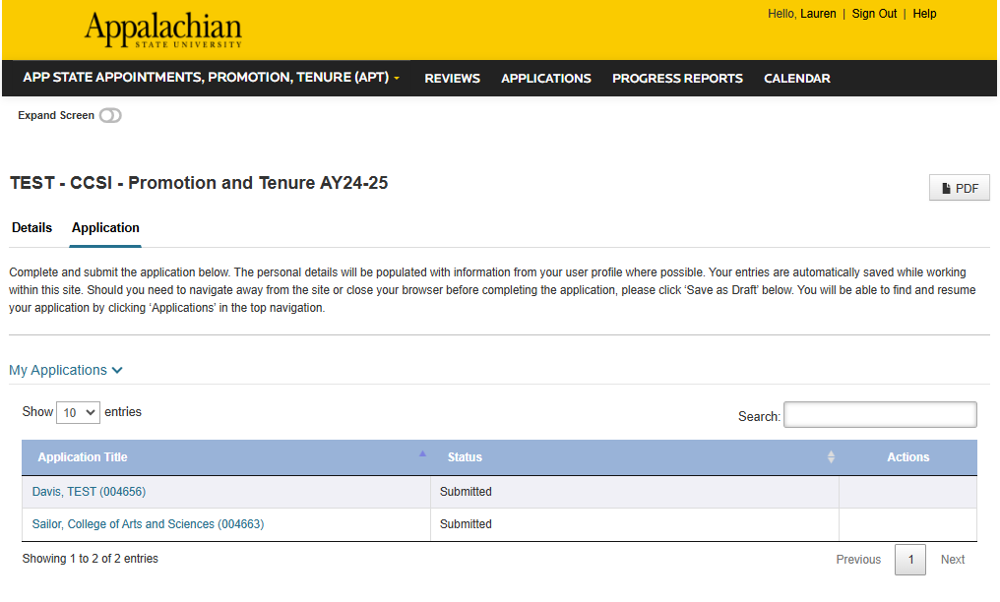 Appalachian
STATE UNIVERSITY
Hello, Lauren | Sign Out | Help
APP STATE APPOINTMENTS, PROMOTION, TENURE (APT) REVIEWS APPLICATIONS PROGRESS REPORTS CALENDAR
Expand Screen
TEST - CCSI - Promotion and Tenure AY24-25
PDF
Details Application
Complete and submit the application below. The personal details will be populated with information from your user profile where possible. Your entries are automatically saved while working
within this site. Should you need to navigate away from the site or close your browser before completing the application, please click ‘Save as Draft’ below. You will be able to find and resume
your application by clicking ‘Applications’ in the top navigation.
My Applications
Show 10 entries
Search:
Application Title Status Actions
Davis, TEST (004656) Submitted
Sailor, College of Arts and Sciences (004663) Submitted
Showing 1 to 2 of 2 entries
Previous 1 Next